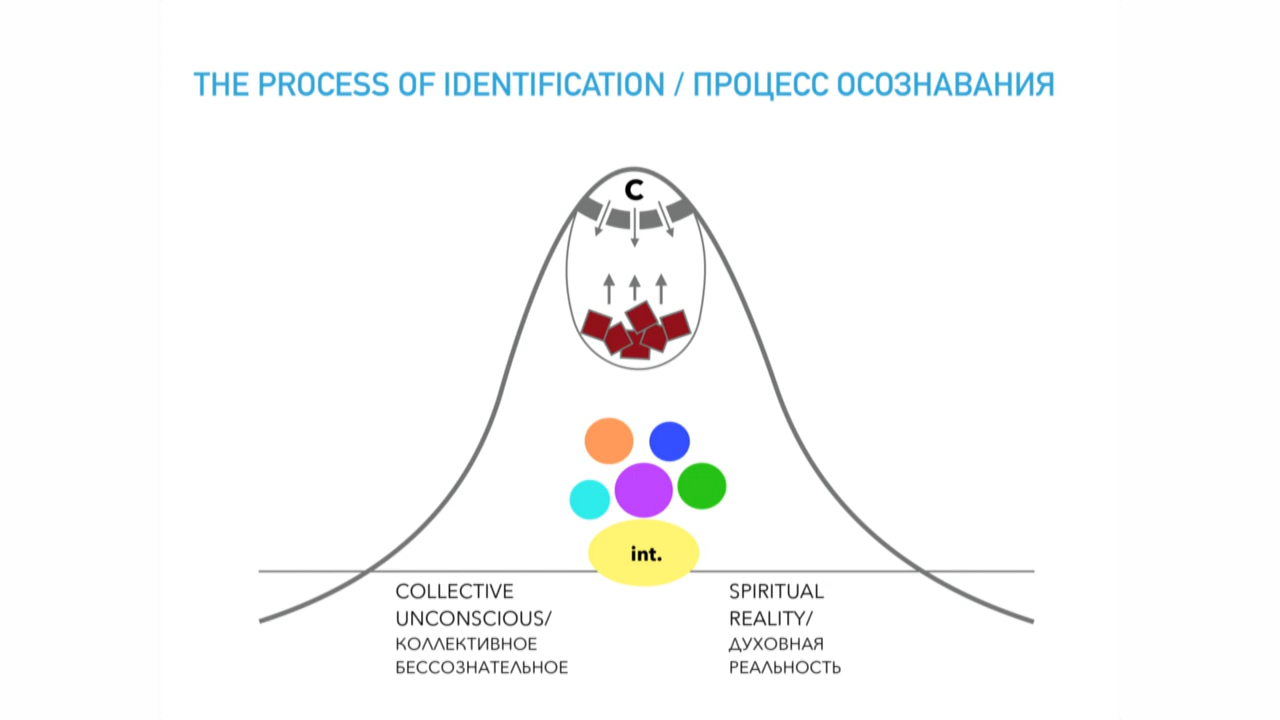 THE PROCESS OF IDENTIFICATION / ПРОЦЕСС ОСОЗНАВАНИЯ
C
int.
COLLECTIVE
UNCONSCIOUS/
КОЛЛЕКТИВНОЕ
БЕССОЗНАТЕЛЬНОЕ
SPIRITUAL
REALITY/
ДУХОВНАЯ
РЕАЛЬНОСТЬ